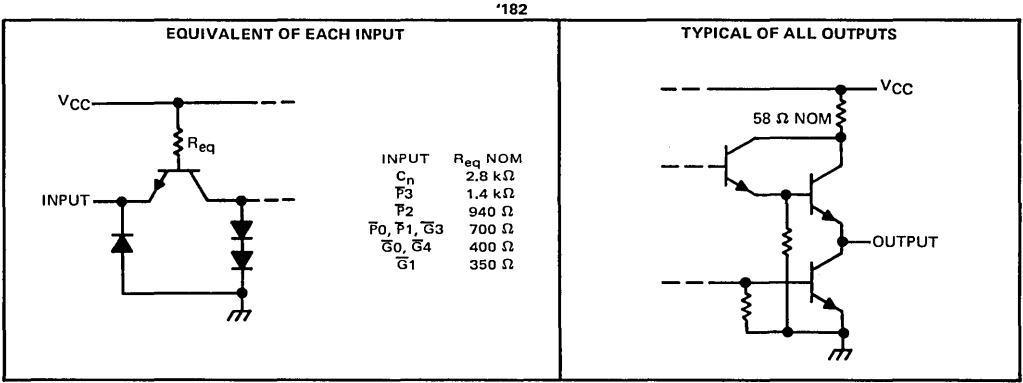 '182
EQUIVALENT OF EACH INPUT
VCC
Req
INPUT
INPUT Req NOM
Cn 2.8 kΩ
P̅3 1.4 kΩ
P̅2 940 Ω
P̅0, P̅1, G̅3 700 Ω
G̅0, G̅4 400 Ω
G̅1 350 Ω
TYPICAL OF ALL OUTPUTS
VCC
58 Ω NOM
OUTPUT